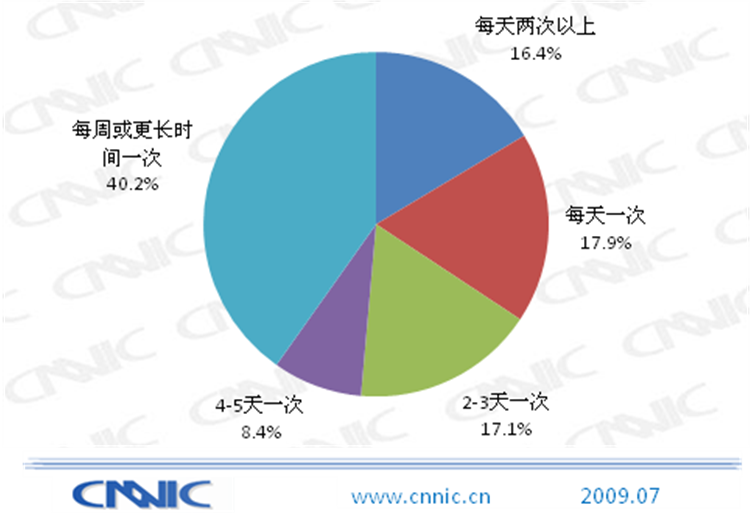 每天两次以上
16.4%
每周或更长时
间一次
40.2%
每天一次
17.9%
4-5天一次
8.4%
2-3天一次
17.1%
CNNIC
www.cnnic.cn
2009.07